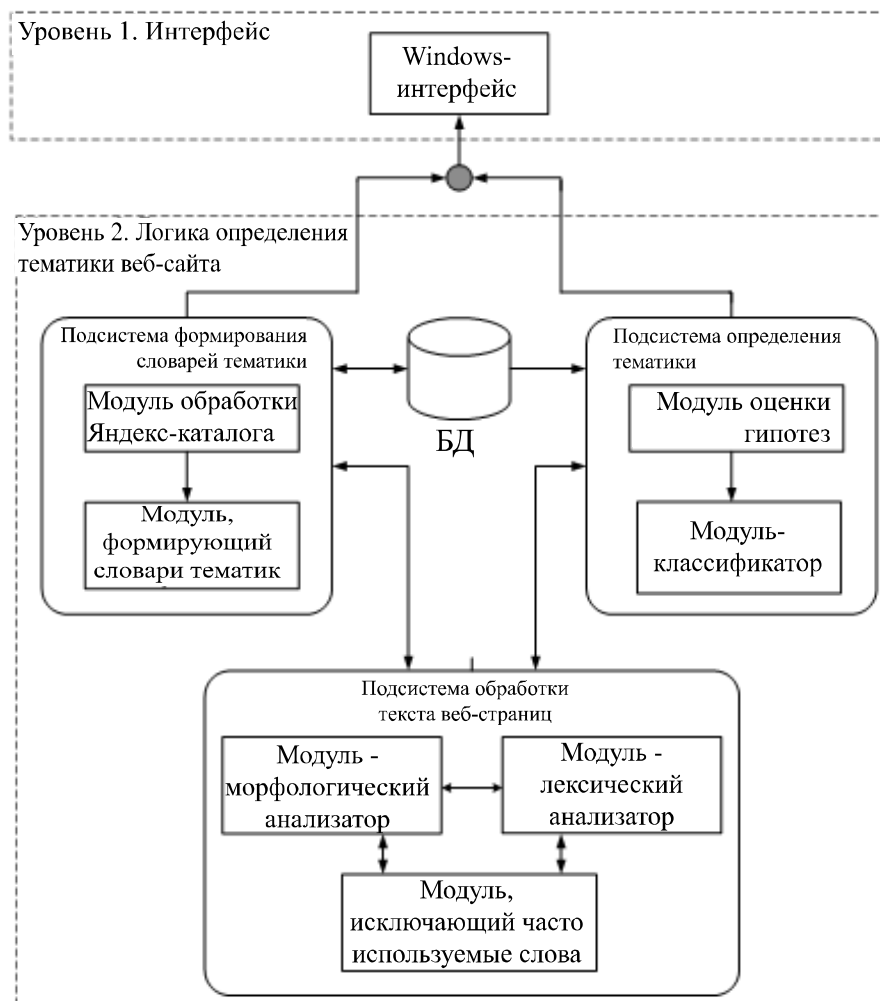 Уровень 1. Интерфейс
Windows-
интерфейс
Уровень 2. Логика определения
тематики веб-сайта
Подсистема формирования
словарей тематики
Модуль обработки
Яндекс-каталога
Модуль,
формирующий
словари тематик
БД
Подсистема определения
тематики
Модуль оценки
гипотез
Модуль-
классификатор
Подсистема обработки
текста веб-страниц
Модуль -
морфологический
анализатор
Модуль -
лексический
анализатор
Модуль,
исключающий часто
используемые слова